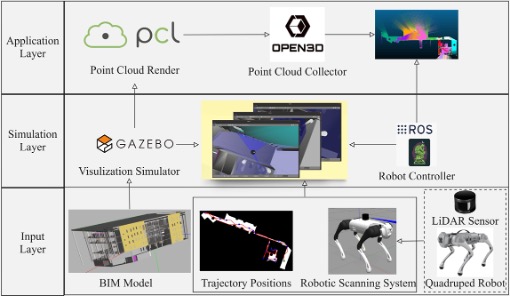 Application
Layer
pcl
OPEN3D
Point Cloud Render
Point Cloud Collector
Simulation
Layer
GAZEBO
Visulization Simulator
ROS
Robot Controller
Input
Layer
BIM Model
Trajectory Positions
Robotic Scanning System
LiDAR Sensor
Quadruped Robot